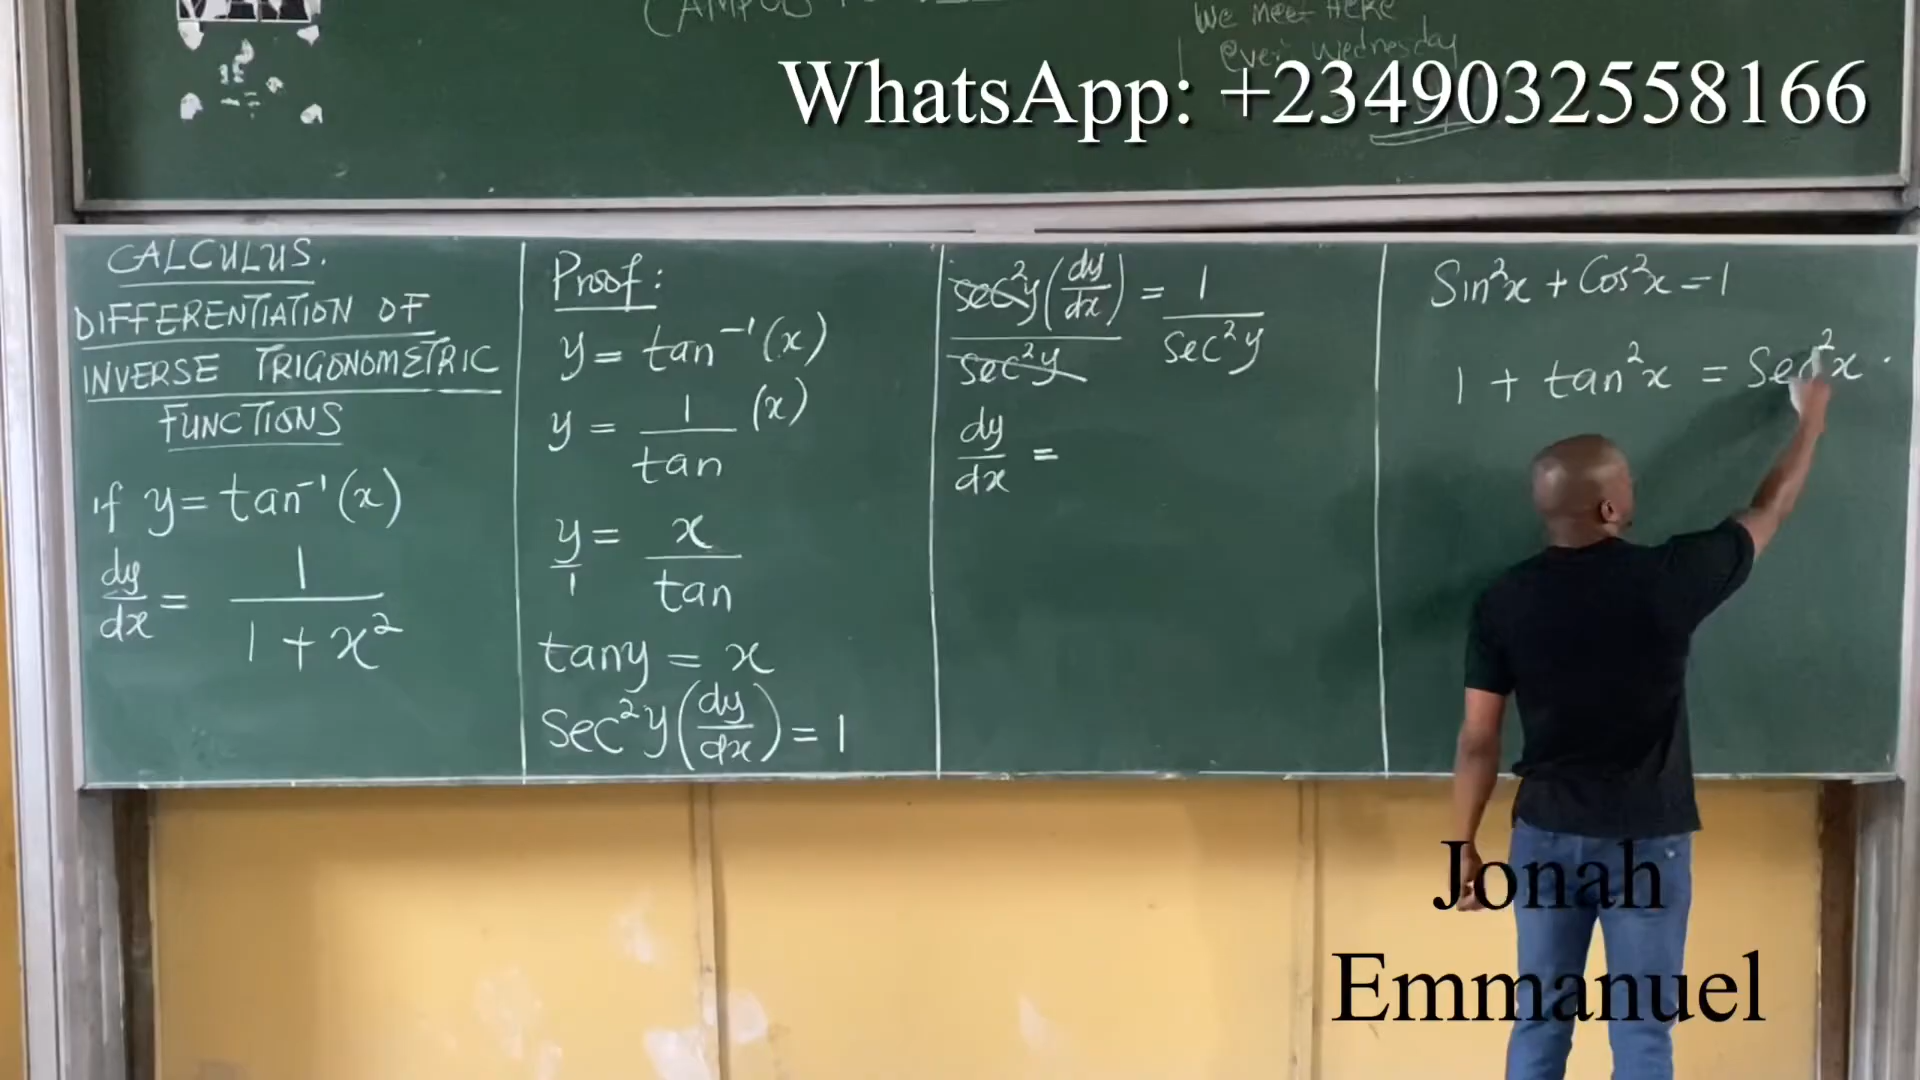 We meet HERE
every Wednesday
WhatsApp: +2349032558166
CALCULUS.
DIFFERENTIATION OF
INVERSE TRIGONOMETRIC
FUNCTIONS
if y = tan⁻¹(x)
dy/dx = 1/(1 + x²)
Proof:
y = tan⁻¹(x)
y = 1/tan (x)
y/1 = x/tan
tany = x
Sec²y(dy/dx) = 1
sec²y(dy/dx)/sec²y = 1/sec²y
dy/dx =
Sin²x + Cos²x = 1
1 + tan²x = Sec²x.
Jonah
Emmanuel